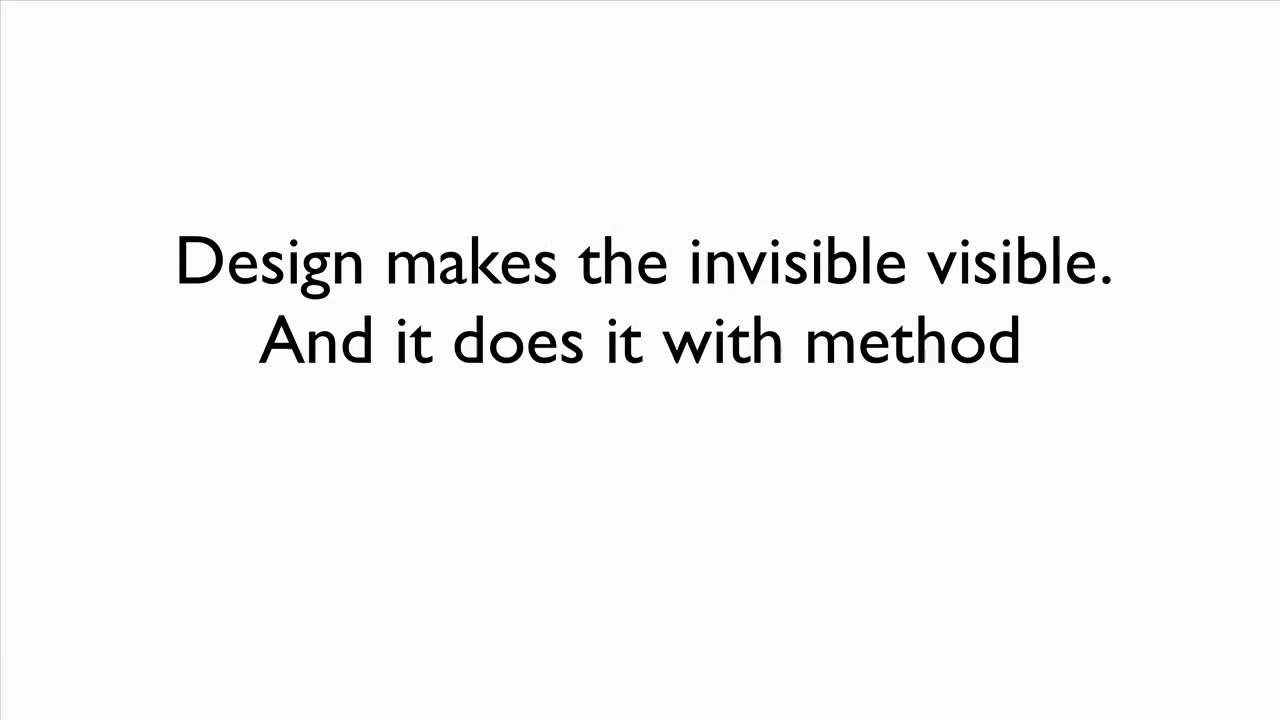 Design makes the invisible visible.
And it does it with method